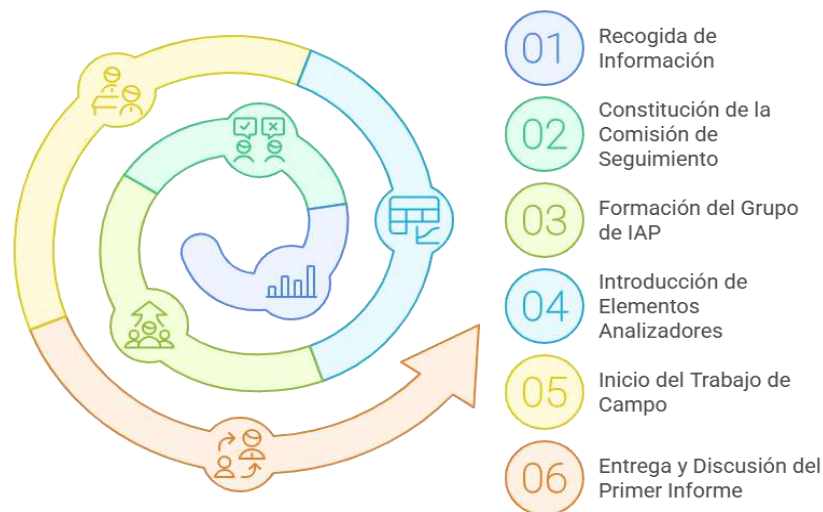 01
Recogida de
Información
02
Constitución de la
Comisión de
Seguimiento
03
Formación del Grupo
de IAP
04
Introducción de
Elementos
Analizadores
05
Inicio del Trabajo de
Campo
06
Entrega y Discusión del
Primer Informe